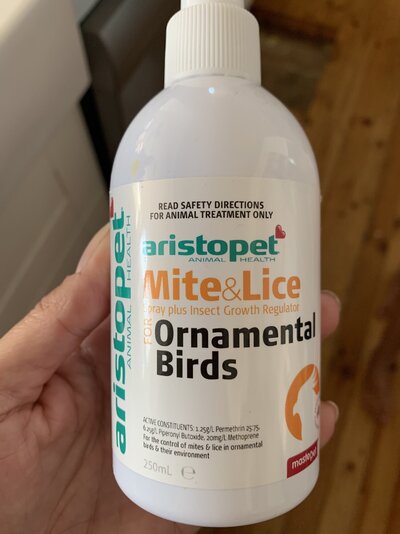 READ SAFETY DIRECTIONS
FOR ANIMAL TREATMENT ONLY
aristopet
ANIMAL HEALTH
aristopet
ANIMAL HEALTH
Mite&Lice
Spray plus Insect Growth Regulator
FOR
Ornamental
Birds
ACTIVE CONSTITUENTS: 1.25g/L Permethrin 25:75
6.25g/L Piperonyl Butoxide, 20mg/L Methoprene
For the control of mites & lice in ornamental
birds & their environment
250mL e
masterpet